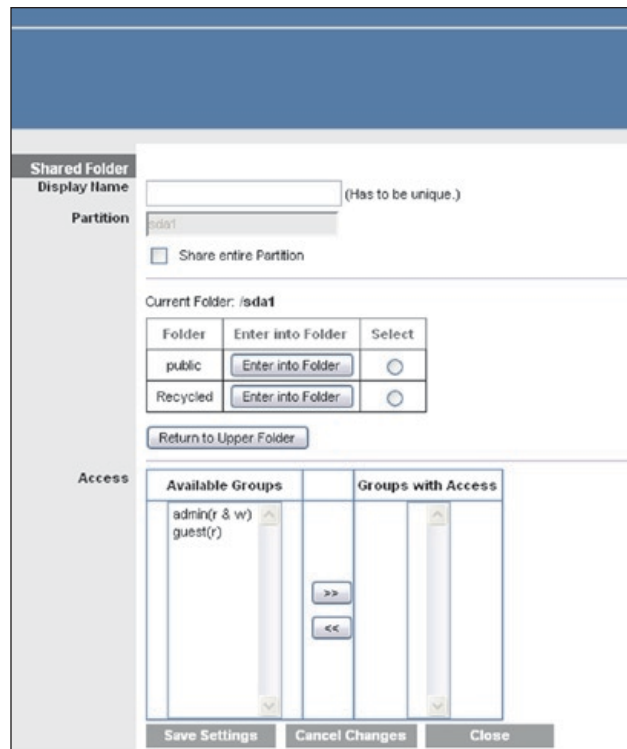 Shared Folder
Display Name
(Has to be unique.)
Partition
sda1
Share entire Partition
Current Folder: /sda1
Folder Enter into Folder Select
public Enter into Folder
Recycled Enter into Folder
Return to Upper Folder
Access
Available Groups Groups with Access
admin(r & w)
guest(r)
>>
<<
Save Settings Cancel Changes Close